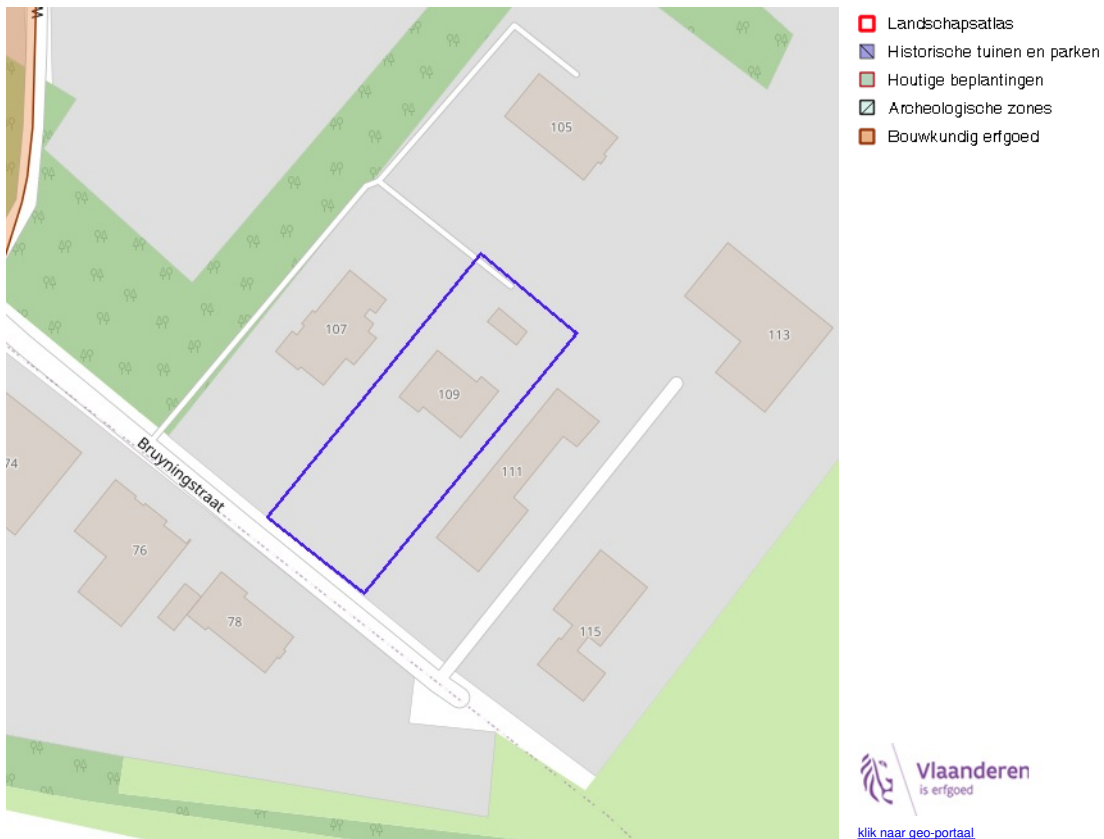 Landschapsatlas
Historische tuinen en parken
Houtige beplantingen
Archeologische zones
Bouwkundig erfgoed
105
107
113
109
111
74
Bruyningstraat
76
78
115
Vlaanderen
is erfgoed
klik naar geo-portaal